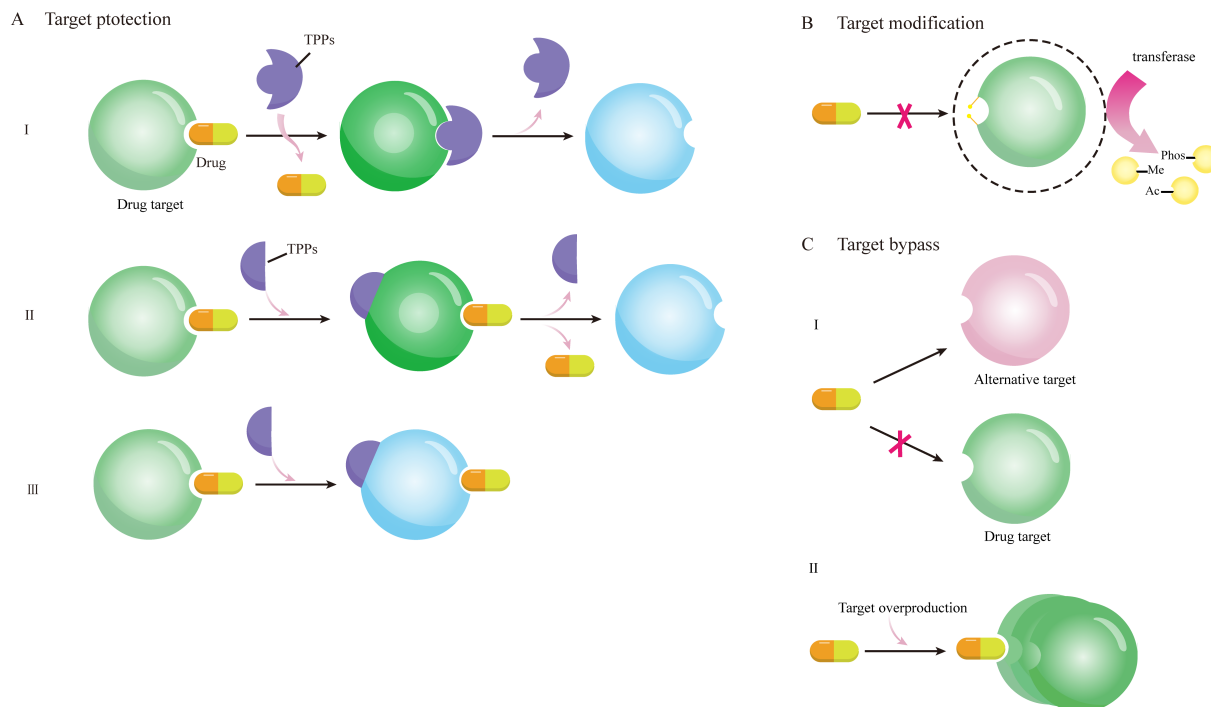 A Target ptotection
TPPs
I
Drug
Drug target
TPPs
II
III
B Target modification
transferase
Phos
Me
Ac
C Target bypass
I
Alternative target
Drug target
II
Target overproduction